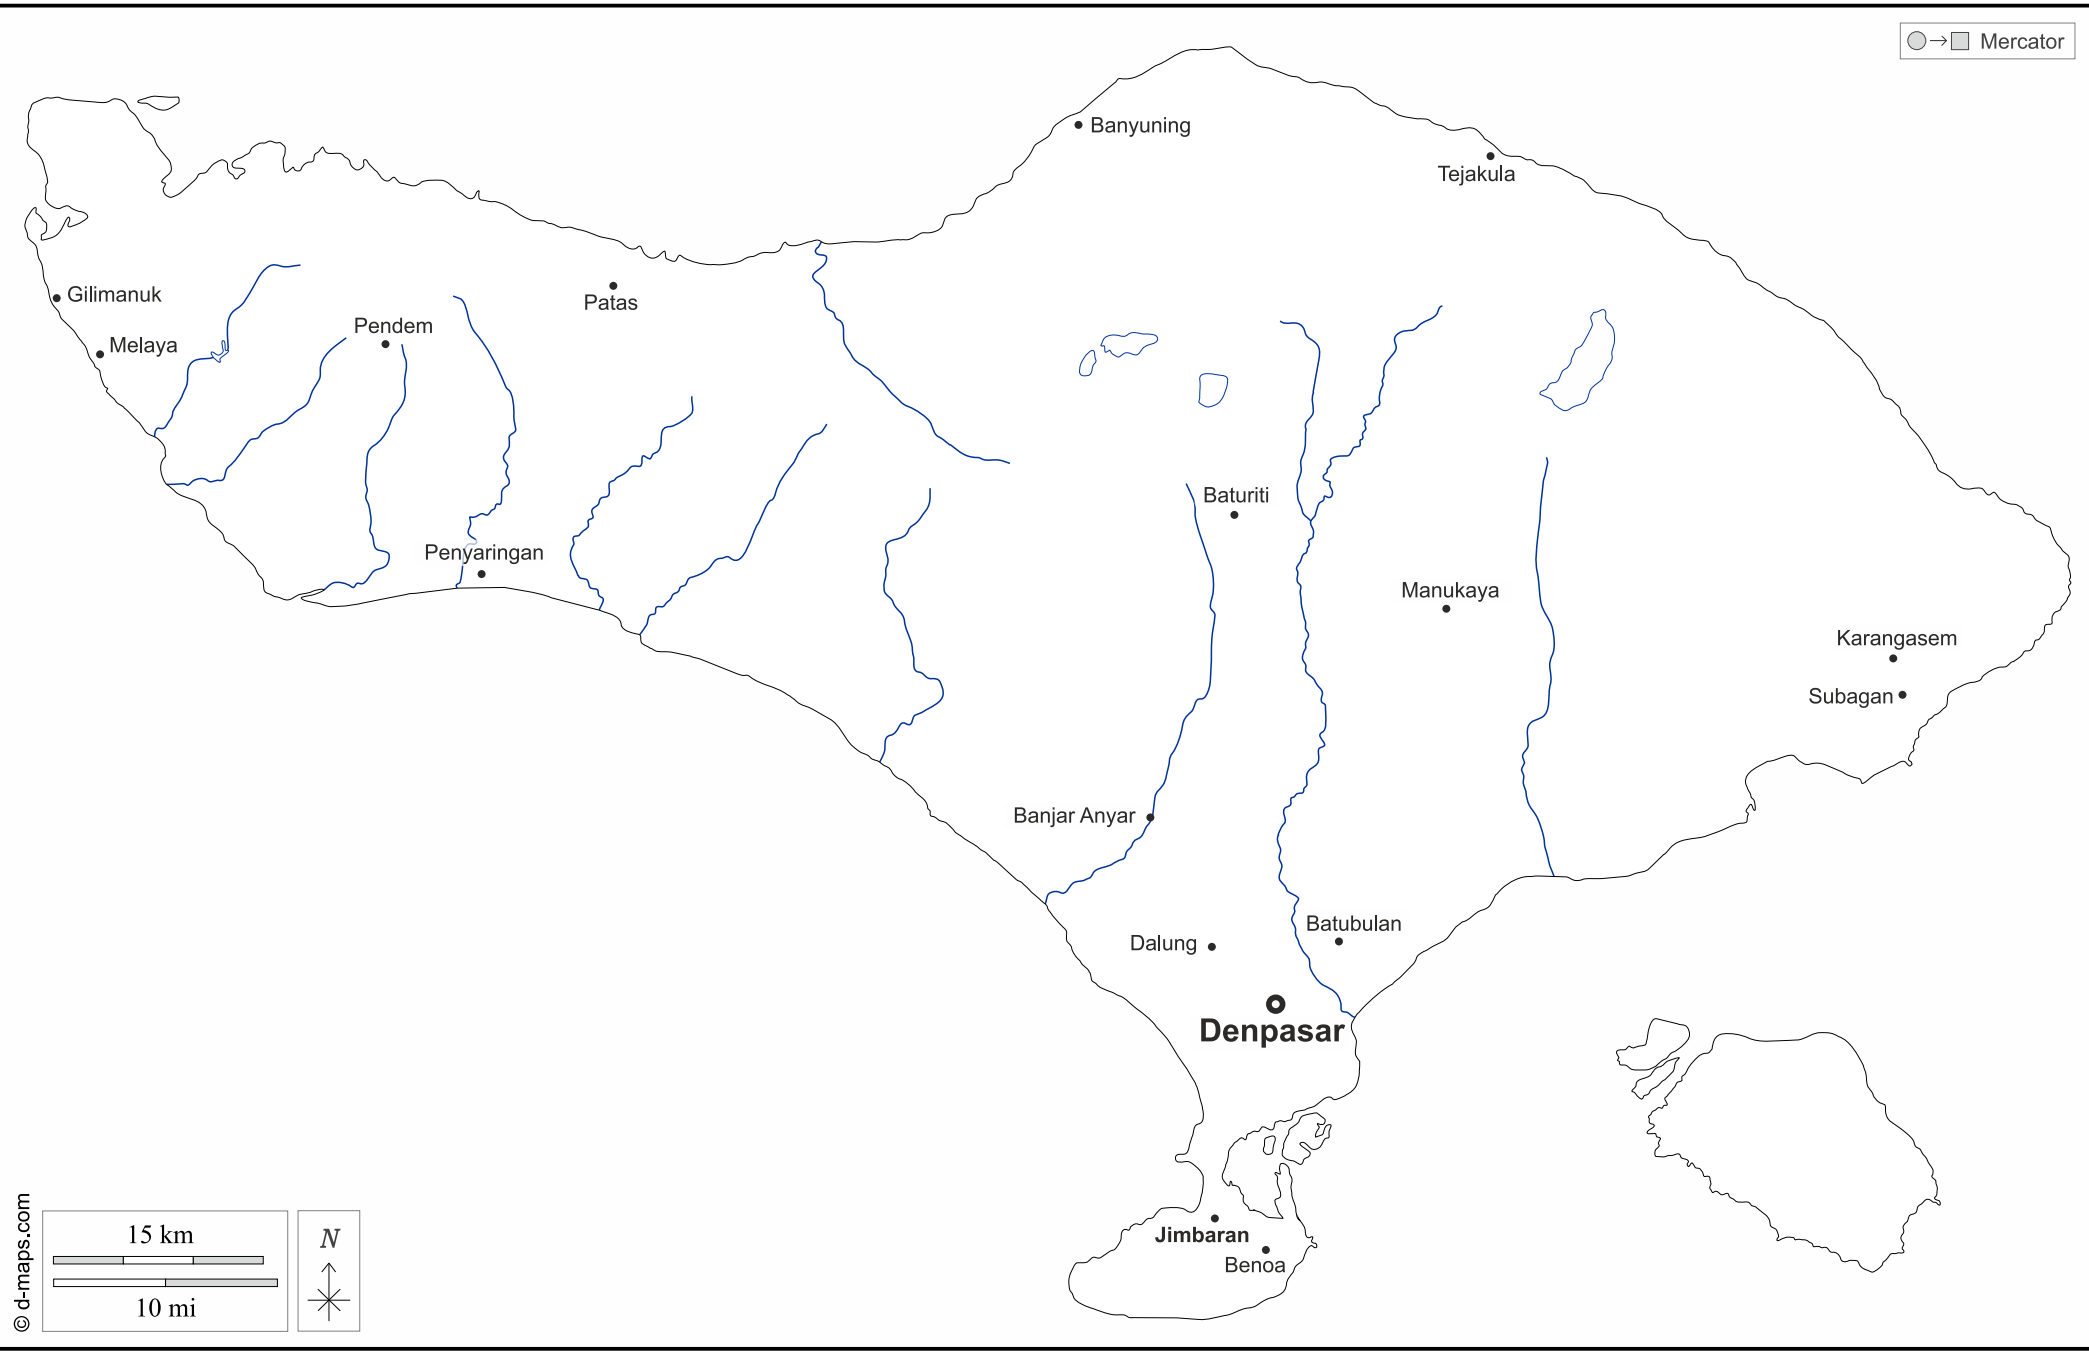 Mercator
Banyuning
Tejakula
Gilimanuk
Patas
Pendem
Melaya
Baturiti
Penyaringan
Manukaya
Karangasem
Subagan
Banjar Anyar
Batubulan
Dalung
Denpasar
Jimbaran
Benoa
15 km
10 mi
N
© d-maps.com